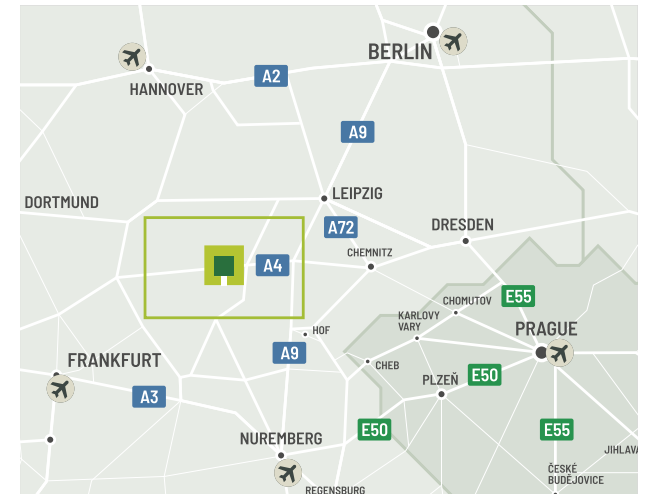 BERLIN
A2
HANNOVER
A9
LEIPZIG
DORTMUND
A72
DRESDEN
CHEMNITZ
A4
E55
CHOMUTOV
KARLOVY
VARY
HOF
PRAGUE
A9
FRANKFURT
CHEB
PLZEŇ
E50
A3
E50
E55
NUREMBERG
JIHLAVA
ČESKÉ
BUDĚJOVICE
REGENSBURG